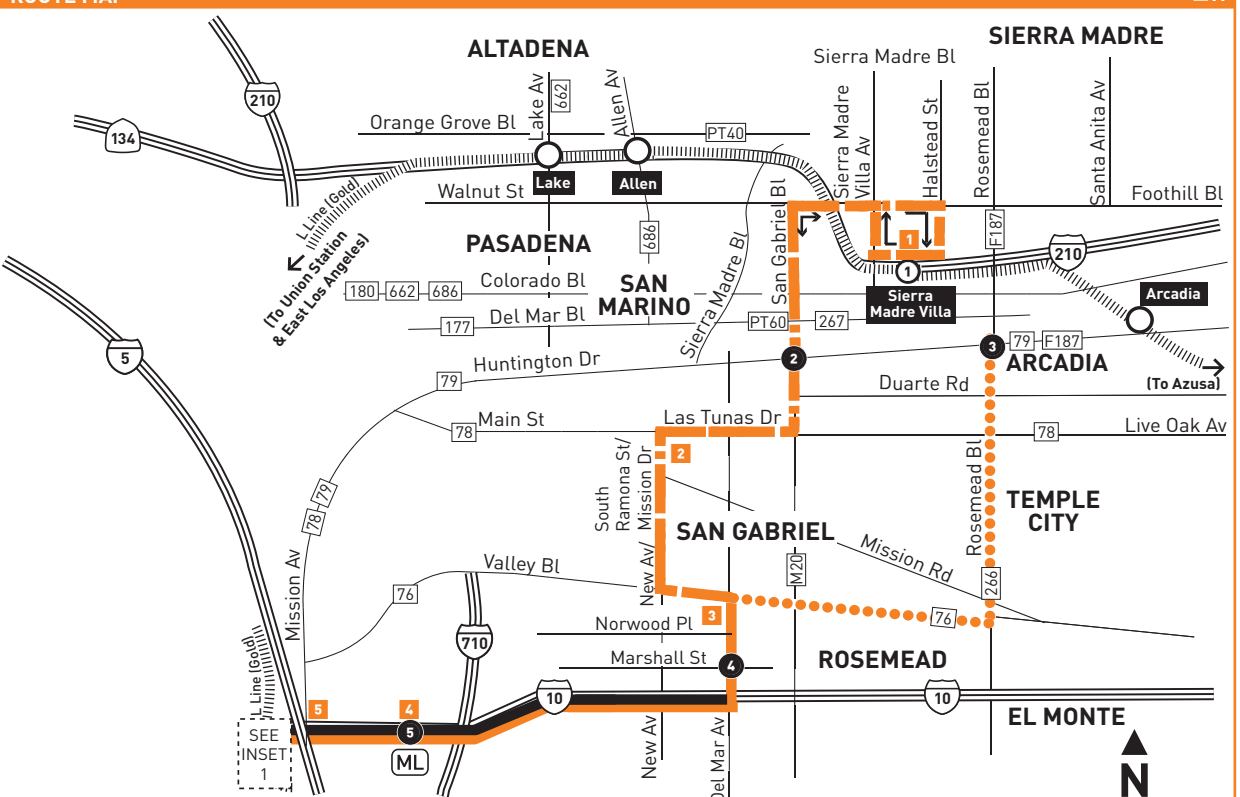 ALTADENA
SIERRA MADRE
Sierra Madre Bl
210
134
Orange Grove Bl
Lake Av
662
Allen Av
PT40
Sierra Madre
Villa Av
Halstead St
Rosemead Bl
Santa Anita Av
Lake
Allen
Walnut St
Foothill Bl
L Line (Gold)
(To Union Station
& East Los Angeles)
PASADENA
686
San Gabriel Bl
1
F187
210
1
Sierra
Madre Villa
Arcadia
180
662
686
Colorado Bl
SAN
MARINO
Sierra Madre Bl
177
Del Mar Bl
PT60
267
5
Huntington Dr
79
2
3
79
F187
ARCADIA
(To Azusa)
Duarte Rd
Main St
78
Las Tunas Dr
78
Live Oak Av
2
South
Ramona St/
Mission Dr
New Av/
79
78
Mission Av
SAN GABRIEL
Mission Rd
Rosemead Bl
TEMPLE
CITY
M20
266
Valley Bl
76
76
3
Norwood Pl
Marshall St
4
ROSEMEAD
710
L Line (Gold)
10
10
EL MONTE
5
4
5
ML
SEE
INSET
1
New Av
Del Mar Av
N